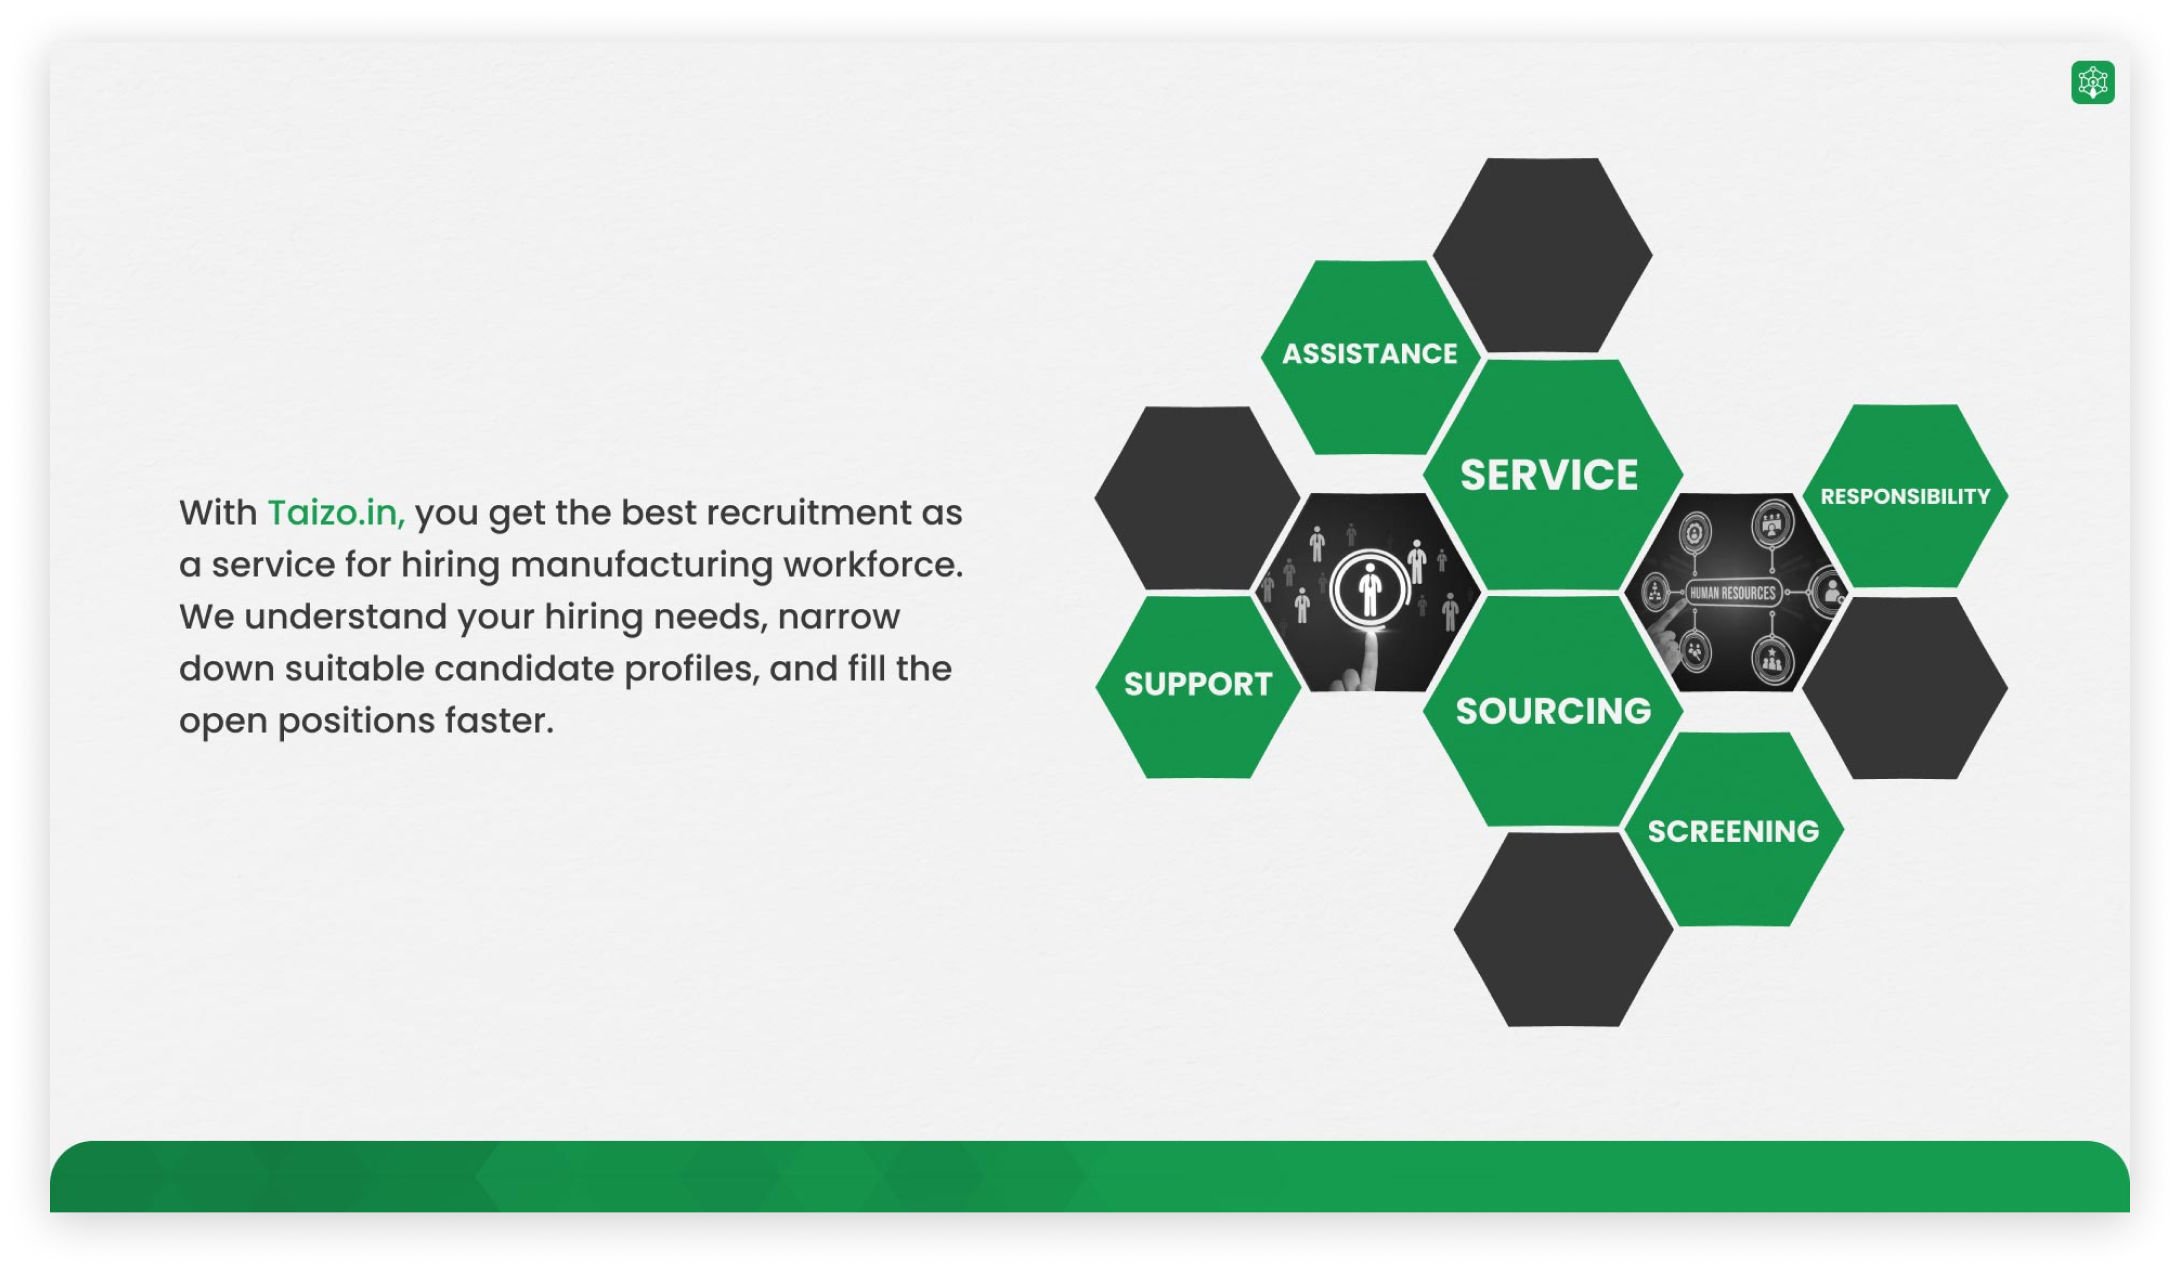 With Taizo.in, you get the best recruitment as
a service for hiring manufacturing workforce.
We understand your hiring needs, narrow
down suitable candidate profiles, and fill the
open positions faster.
ASSISTANCE
SERVICE
RESPONSIBILITY
HUMAN RESOURCES
SUPPORT
SOURCING
SCREENING